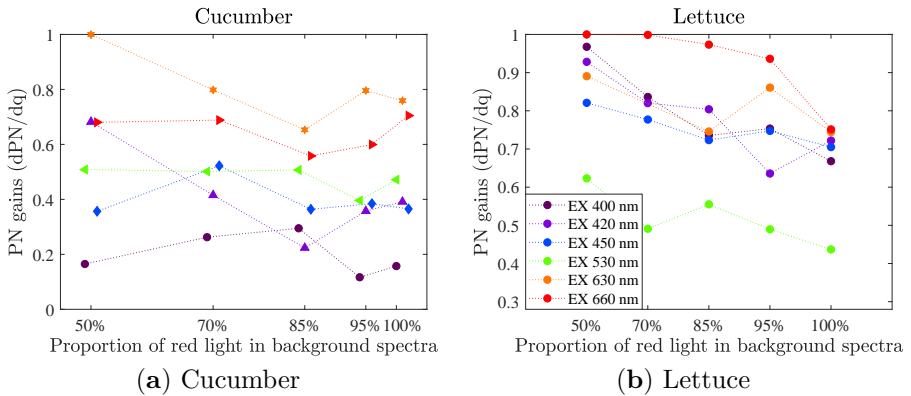 Cucumber
PN gains (dPN/dq)
1
0.8
0.6
0.4
0.2
0
50% 70% 85% 95% 100%
Proportion of red light in background spectra
(a) Cucumber
Lettuce
PN gains (dPN/dq)
1
0.9
0.8
0.7
0.6
0.5
0.4
0.3
EX 400 nm
EX 420 nm
EX 450 nm
EX 530 nm
EX 630 nm
EX 660 nm
50% 70% 85% 95% 100%
Proportion of red light in background spectra
(b) Lettuce